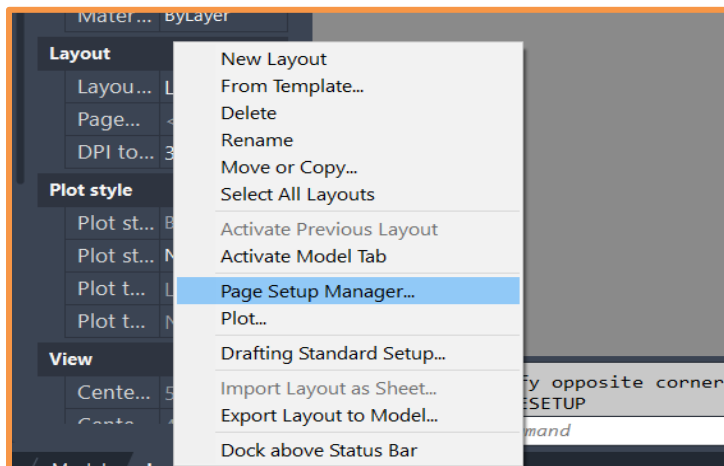 Mater... ByLayer
Layout
Layou... L
Page... <
DPI to... 3
Plot style
Plot st... B
Plot st... N
Plot t... L
Plot t... N
View
Cente... 5
New Layout
From Template...
Delete
Rename
Move or Copy...
Select All Layouts
Activate Previous Layout
Activate Model Tab
Page Setup Manager...
Plot...
Drafting Standard Setup...
Import Layout as Sheet...
Export Layout to Model...
Dock above Status Bar
fy opposite corner
ESETUP
mand